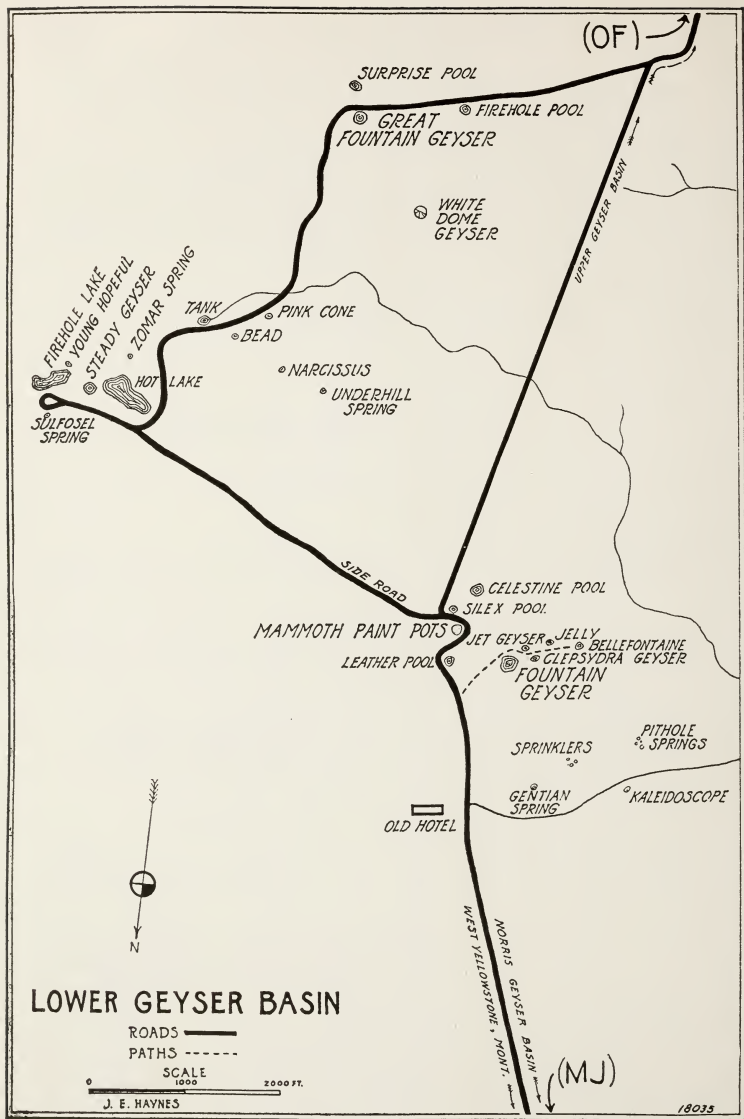 (OF)
SURPRISE POOL
FIREHOLE POOL
GREAT
FOUNTAIN GEYSER
WHITE
DOME
GEYSER
UPPER GEYSER BASIN
FIREHOLE LAKE
YOUNG HOPEFUL
STEADY GEYSER
ZOMAR SPRING
TANK
PINK CONE
BEAD
HOT LAKE
NARCISSUS
UNDERHILL
SPRING
SULFOSEL
SPRING
SIDE ROAD
CELESTINE POOL
SILEX POOL
MAMMOTH PAINT POTS
JET GEYSER
JELLY
BELLEFONTAINE
LEATHER POOL
CLEPSYDRA GEYSER
FOUNTAIN
GEYSER
SPRINKLERS
PITHOLE
SPRINGS
GENTIAN
SPRING
KALEIDOSCOPE
OLD HOTEL
N
NORRIS GEYSER BASIN
WEST YELLOWSTONE, MONT.
LOWER GEYSER BASIN
ROADS
PATHS
SCALE
0 1000 2000 FT.
J. E. HAYNES
(MJ)
18035